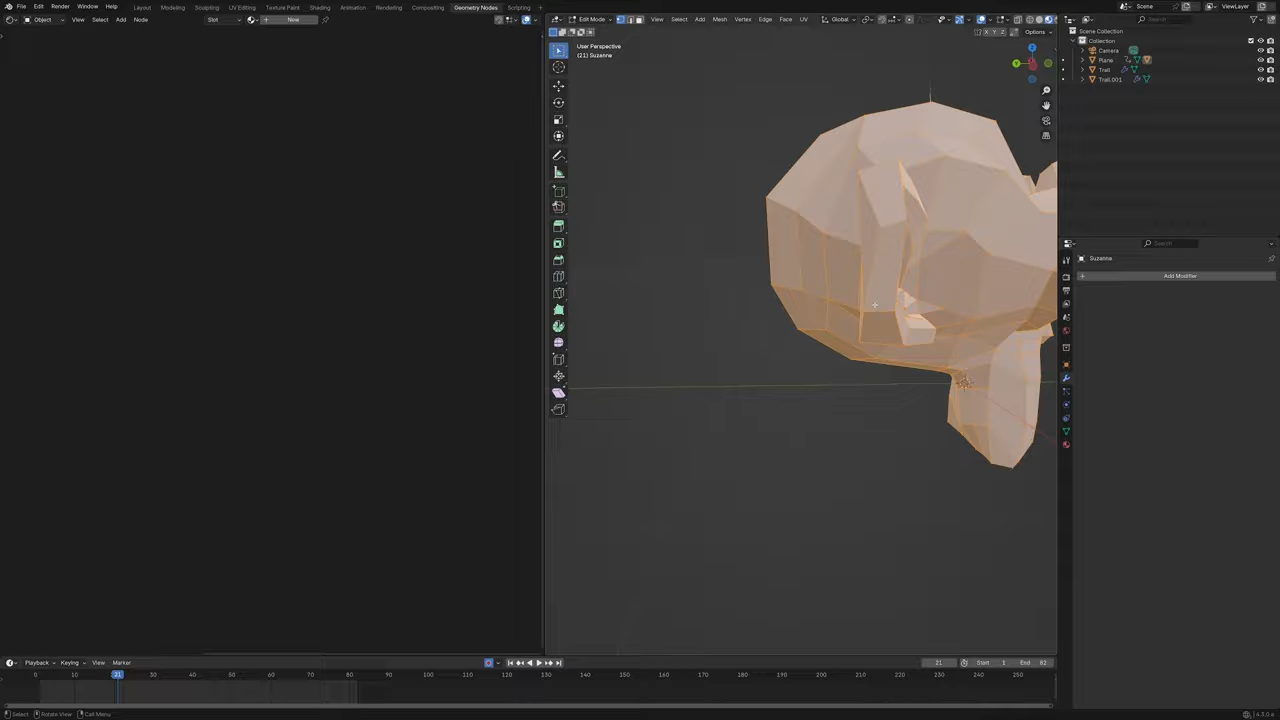 File Edit Render Window Help Layout Modeling Sculpting UV Editing Texture Paint Shading Animation Rendering Compositing Geometry Nodes Scripting Scene ViewLayer
Object View Select Add Node Slot New Edit Mode View Select Add Mesh Vertex Edge Face UV Global Search
Options
X Y Z
User Perspective
(21) Suzanne
Z
Y
Scene Collection
Collection
Camera
Plane
Trail
Trail.001
Search
Suzanne
Add Modifier
Playback Keying View Marker 21 Start 1 End 82
0 10 21 30 40 50 60 70 80 90 100 110 120 130 140 150 160 170 180 190 200 210 220 230 240 250
Select Rotate View Call Menu